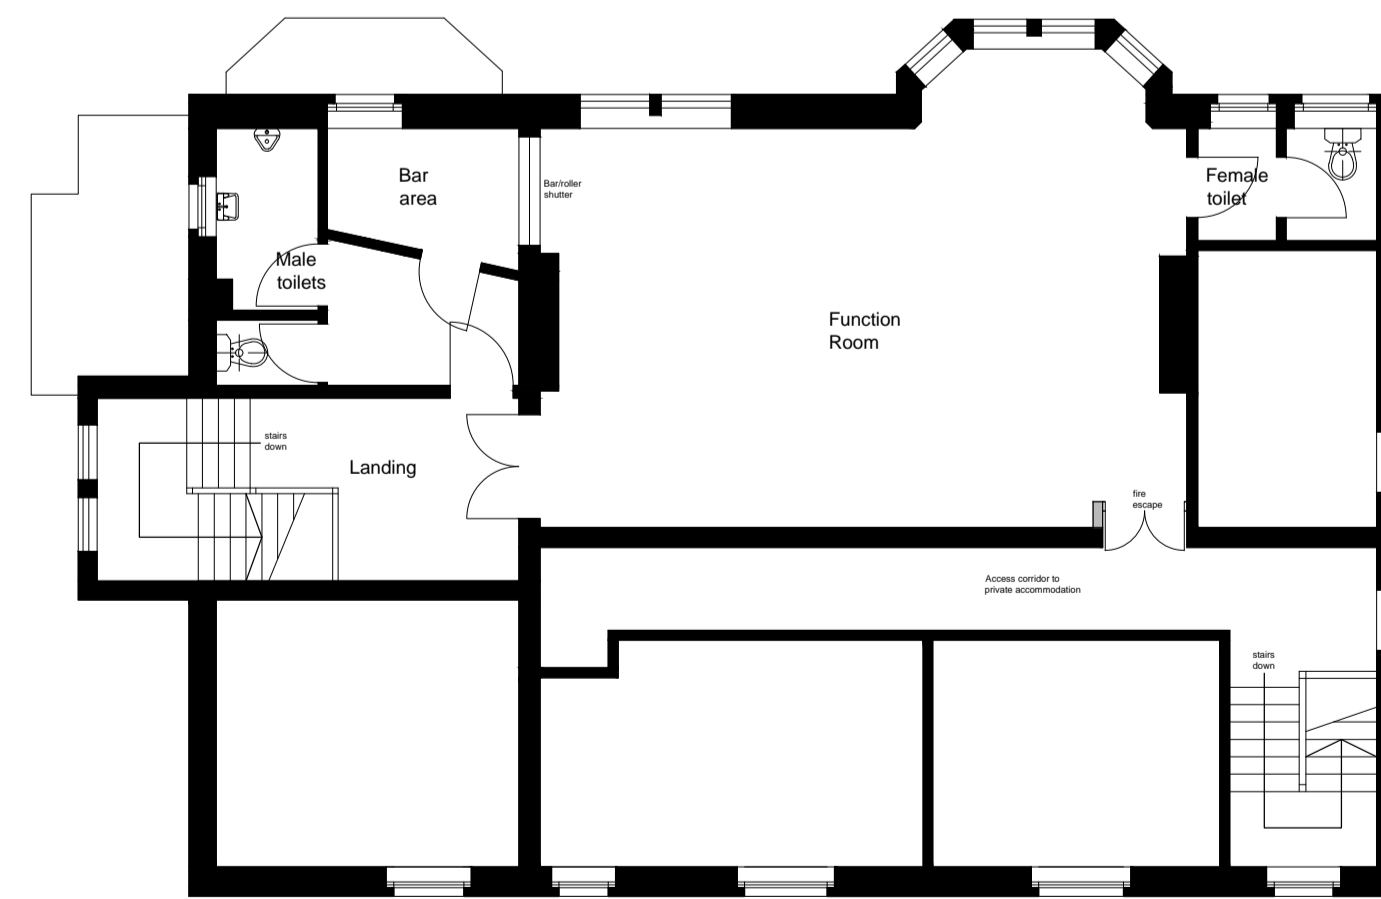 Bar
area
Bar/roller
shutter
Female
toilet
Male
toilets
Function
Room
stairs
down
Landing
fire
escape
Access corridor to
private accommodation
stairs
down